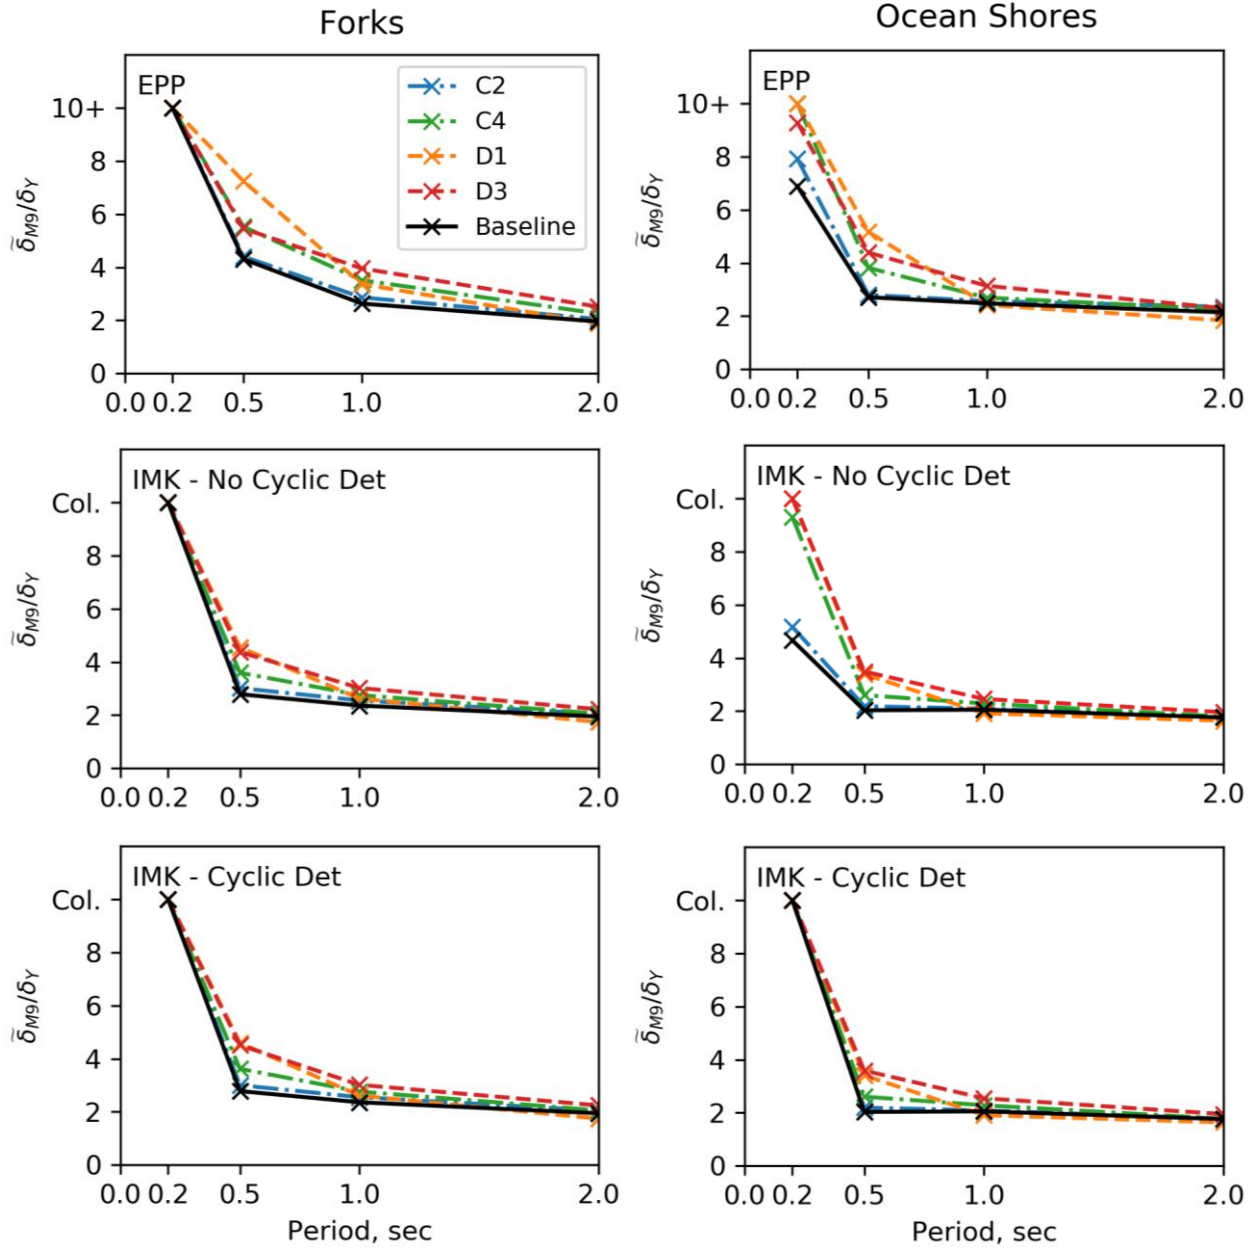 Forks
Ocean Shores
EPP
10+
8
6
4
2
0
δ̃M9/δY
0.0 0.2 0.5 1.0 2.0
C2
C4
D1
D3
Baseline
EPP
10+
8
6
4
2
0
δ̃M9/δY
0.0 0.2 0.5 1.0 2.0
IMK - No Cyclic Det
Col.
8
6
4
2
0
δ̃M9/δY
0.0 0.2 0.5 1.0 2.0
IMK - No Cyclic Det
Col.
8
6
4
2
0
δ̃M9/δY
0.0 0.2 0.5 1.0 2.0
IMK - Cyclic Det
Col.
8
6
4
2
0
δ̃M9/δY
0.0 0.2 0.5 1.0 2.0
Period, sec
IMK - Cyclic Det
Col.
8
6
4
2
0
δ̃M9/δY
0.0 0.2 0.5 1.0 2.0
Period, sec